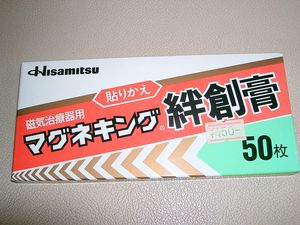 Hisamitsu
貼りかえ
磁気治療器用
マグネキング® 絆創膏
50枚